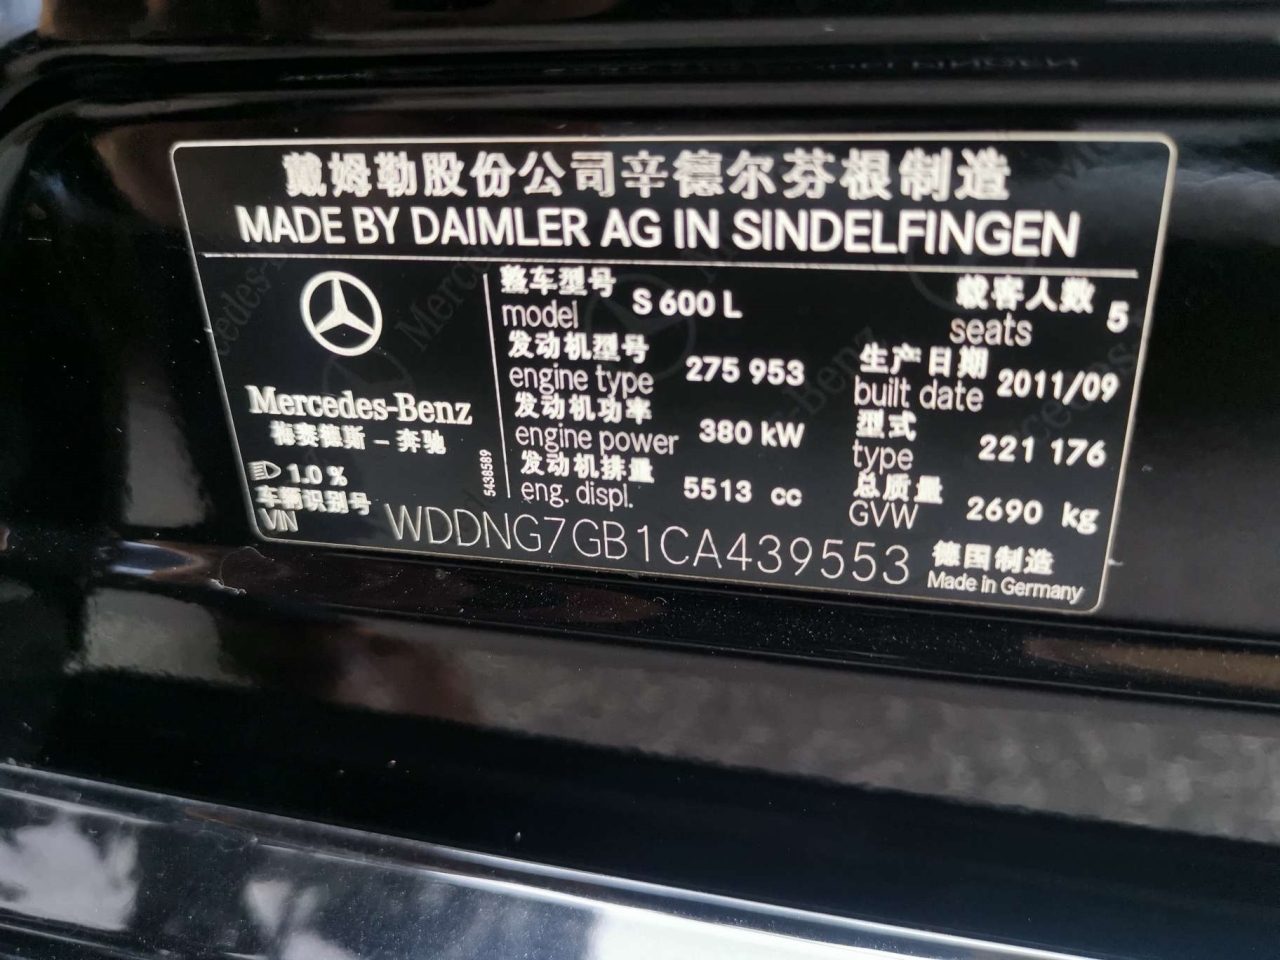 戴姆勒股份公司辛德尔芬根制造
MADE BY DAIMLER AG IN SINDELFINGEN
整车型号
model
S 600 L
载客人数
seats
5
发动机型号
engine type
275 953
生产日期
built date
2011/09
发动机功率
engine power
380 kW
型式
type
221 176
发动机排量
eng. displ.
5513 cc
总质量
GVW
2690 kg
Mercedes-Benz
梅赛德斯－奔驰
1.0 %
5438589
车辆识别号
VIN
WDDNG7GB1CA439553
德国制造
Made in Germany